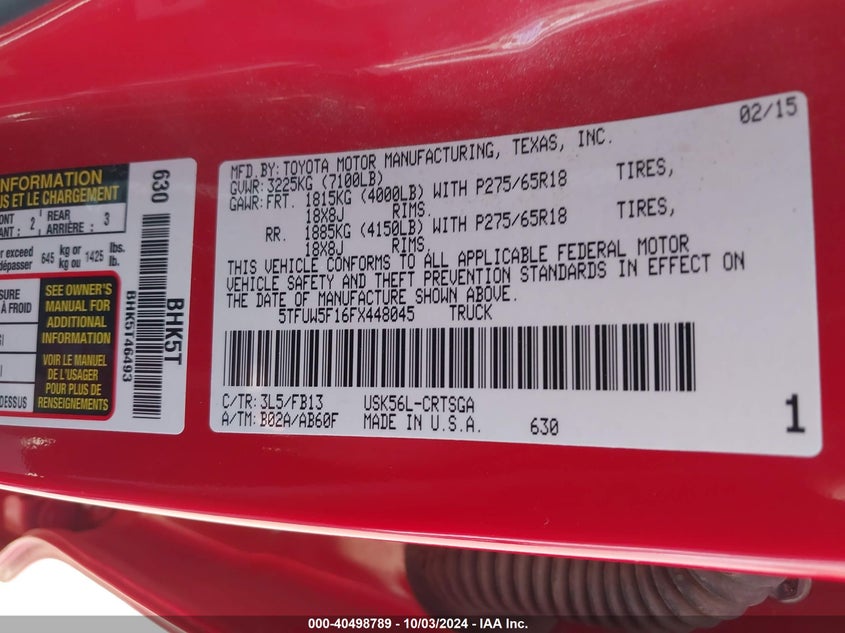 INFORMATION
US ET LE CHARGEMENT
ONT 2 REAR 3
ANT : ARRIÈRE :
or exceed 645 kg or 1425 lbs.
dépasser kg ou lb.
SURE
À FROID
SEE OWNER'S
MANUAL FOR
ADDITIONAL
INFORMATION
VOIR LE MANUEL
DE L'USAGER
POUR PLUS DE
RENSEIGNEMENTS
DESSUS
630
BHK5T
BHK5T46493
02/15
MFD.BY: TOYOTA MOTOR MANUFACTURING, TEXAS, INC.
GVWR: 3225KG (7100LB)
GAWR: FRT. 1815KG (4000LB) WITH P275/65R18 TIRES,
18X8J RIMS.
RR. 1885KG (4150LB) WITH P275/65R18 TIRES,
18X8J RIMS.
THIS VEHICLE CONFORMS TO ALL APPLICABLE FEDERAL MOTOR
VEHICLE SAFETY AND THEFT PREVENTION STANDARDS IN EFFECT ON
THE DATE OF MANUFACTURE SHOWN ABOVE.
5TFUW5F16FX448045 TRUCK
C/TR: 3L5/FB13 USK56L-CRTSGA
A/TM: B02A/AB60F MADE IN U.S.A. 630
1
000-40498789 - 10/03/2024 - IAA Inc.